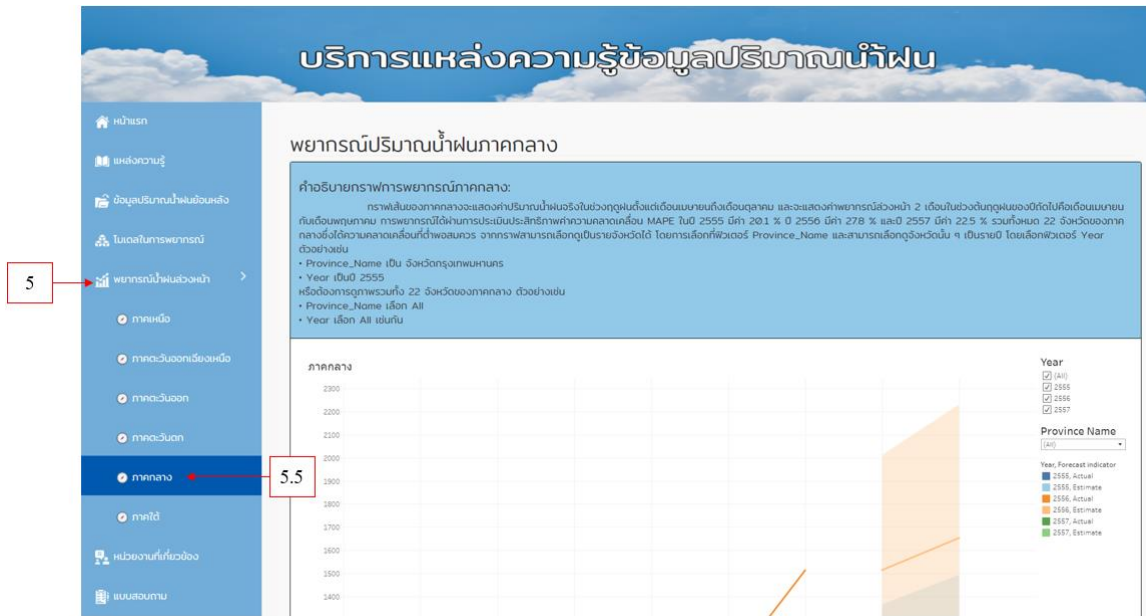 บริการแหล่งความรู้ข้อมูลปริมาณน้ำฝน
หน้าแรก
แหล่งความรู้
ข้อมูลปริมาณน้ำฝนย้อนหลัง
โมเดลในการพยากรณ์
5
พยากรณ์น้ำฝนล่วงหน้า
ภาคเหนือ
ภาคตะวันออกเฉียงเหนือ
ภาคตะวันออก
ภาคตะวันตก
ภาคกลาง
5.5
ภาคใต้
หน่วยงานที่เกี่ยวข้อง
แบบสอบถาม
พยากรณ์ปริมาณน้ำฝนภาคกลาง
คำอธิบายกราฟการพยากรณ์ภาคกลาง:
กราฟเส้นของภาคกลางจะแสดงค่าปริมาณน้ำฝนจริงในช่วงฤดูฝนตั้งแต่เดือนเมษายนถึงเดือนตุลาคม และจะแสดงค่าพยากรณ์ล่วงหน้า 2 เดือนในช่วงต้นฤดูฝนของปีถัดไปคือเดือนเมษายน
กับเดือนพฤษภาคม การพยากรณ์ได้ผ่านการประเมินประสิทธิภาพค่าความคลาดเคลื่อน MAPE ในปี 2555 มีค่า 20.1 % ปี 2556 มีค่า 27.8 % และปี 2557 มีค่า 22.5 % รวมทั้งหมด 22 จังหวัดของภาค
กลางซึ่งได้ความคลาดเคลื่อนที่ต่ำพอสมควร จากกราฟสามารถเลือกดูเป็นรายจังหวัดได้ โดยการเลือกที่ฟิวเตอร์ Province_Name และสามารถเลือกดูจังหวัดนั้น ๆ เป็นรายปี โดยเลือกฟิวเตอร์ Year
ตัวอย่างเช่น
• Province_Name เป็น จังหวัดกรุงเทพมหานคร
• Year เป็นปี 2555
หรือต้องการดูภาพรวมทั้ง 22 จังหวัดของภาคกลาง ตัวอย่างเช่น
• Province_Name เลือก All
• Year เลือก All เช่นกัน
ภาคกลาง
2300
2200
2100
2000
1900
1800
1700
1600
1500
1400
Year
(All)
2555
2556
2557
Province Name
(All)
Year, Forecast indicator
2555, Actual
2555, Estimate
2556, Actual
2556, Estimate
2557, Actual
2557, Estimate